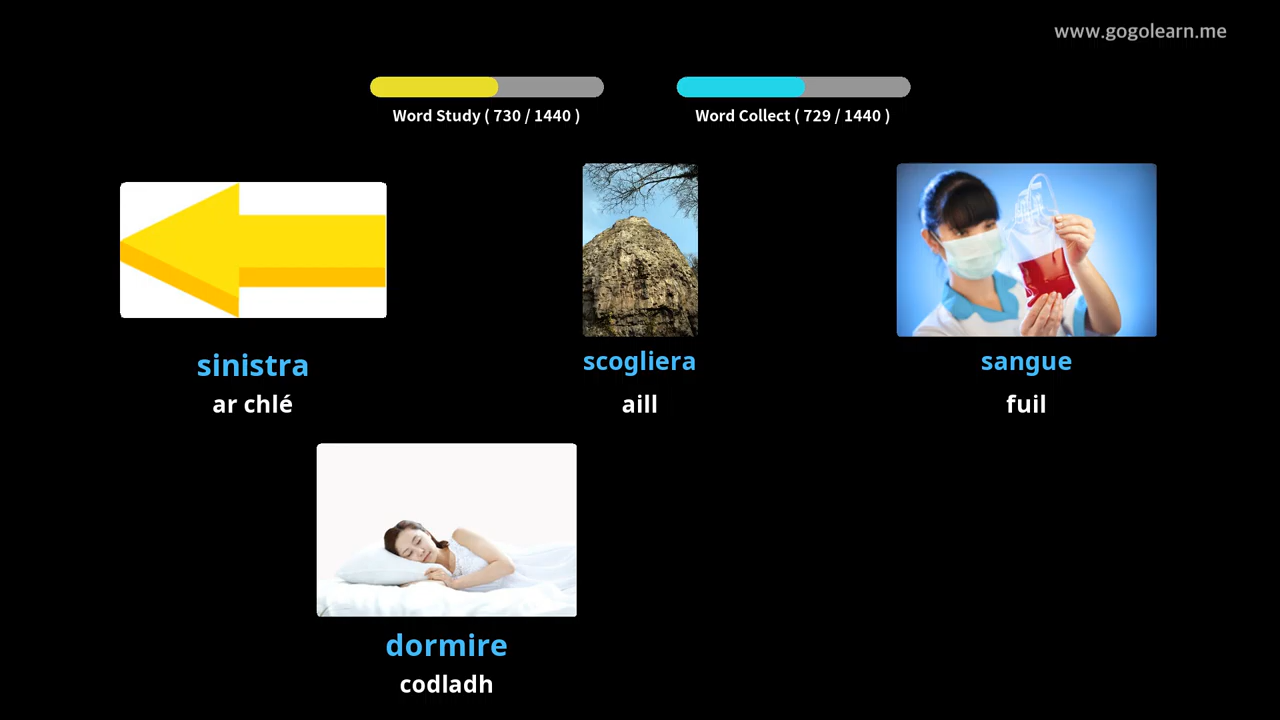 www.gogolearn.me
Word Study ( 730 / 1440 )
Word Collect ( 729 / 1440 )
sinistra
ar chlé
scogliera
aill
sangue
fuil
dormire
codladh